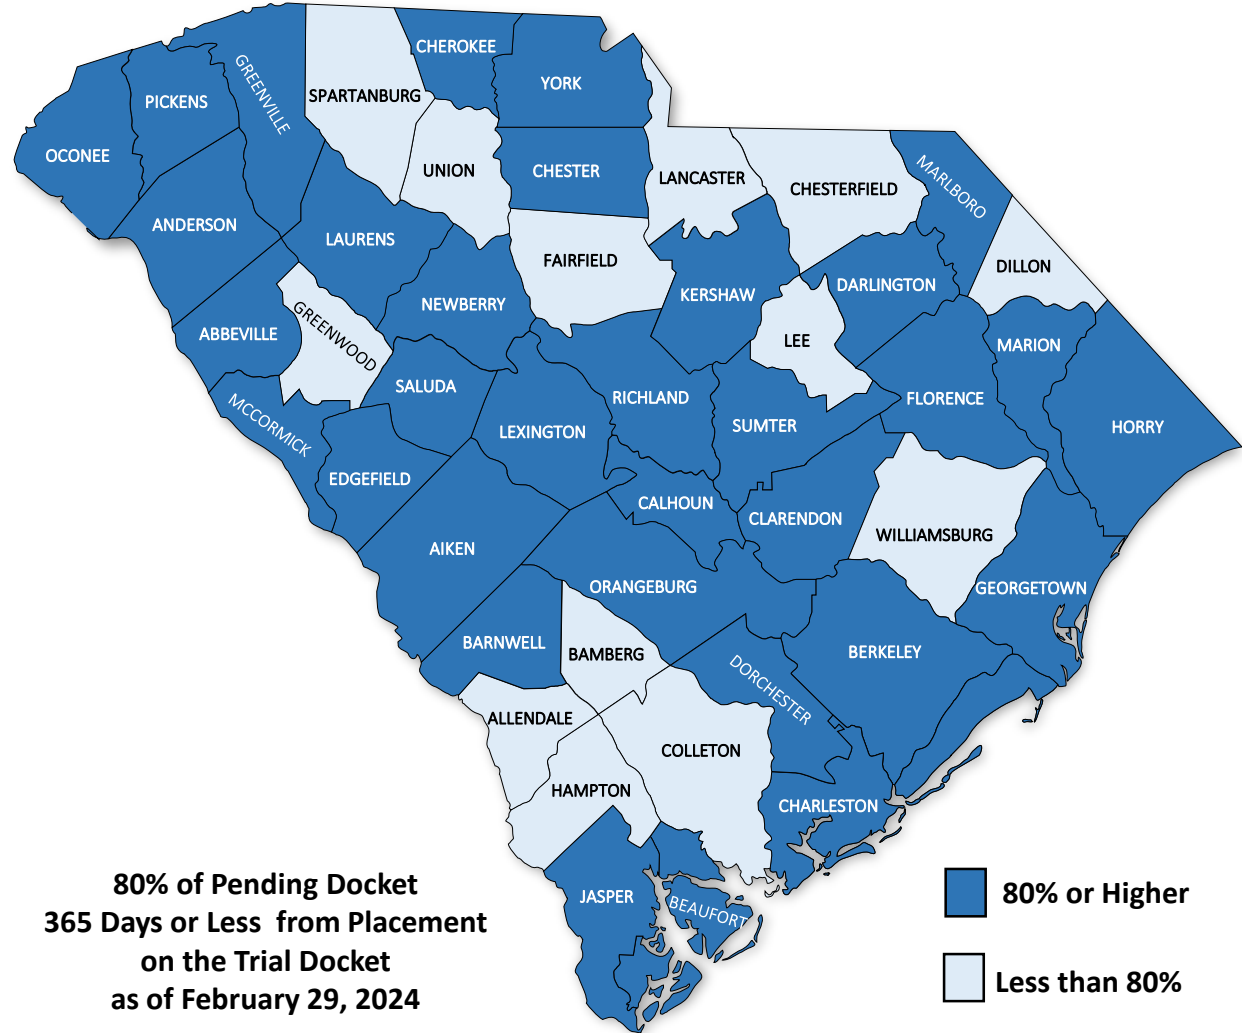 CHEROKEE
YORK
GREENVILLE
SPARTANBURG
PICKENS
OCONEE
UNION
CHESTER
LANCASTER
CHESTERFIELD
MARLBORO
ANDERSON
LAURENS
FAIRFIELD
DILLON
NEWBERRY
KERSHAW
DARLINGTON
ABBEVILLE
GREENWOOD
LEE
MARION
SALUDA
RICHLAND
FLORENCE
MCCORMICK
LEXINGTON
SUMTER
HORRY
EDGEFIELD
CALHOUN
CLARENDON
WILLIAMSBURG
AIKEN
ORANGEBURG
GEORGETOWN
BARNWELL
BAMBERG
BERKELEY
DORCHESTER
ALLENDALE
COLLETON
HAMPTON
CHARLESTON
JASPER
BEAUFORT
80% of Pending Docket
365 Days or Less from Placement
on the Trial Docket
as of February 29, 2024
80% or Higher
Less than 80%